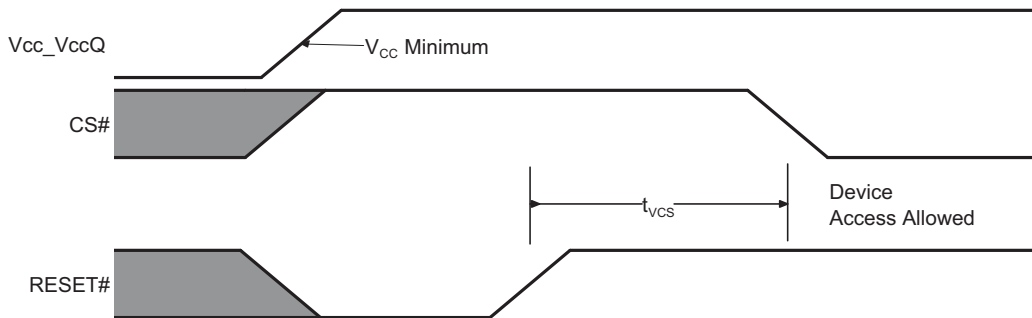 Vcc_VccQ
VCC Minimum
CS#
tVCS
Device
Access Allowed
RESET#